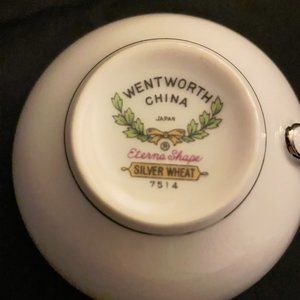 WENTWORTH
CHINA
JAPAN
®
Eterna Shape
SILVER WHEAT
7514